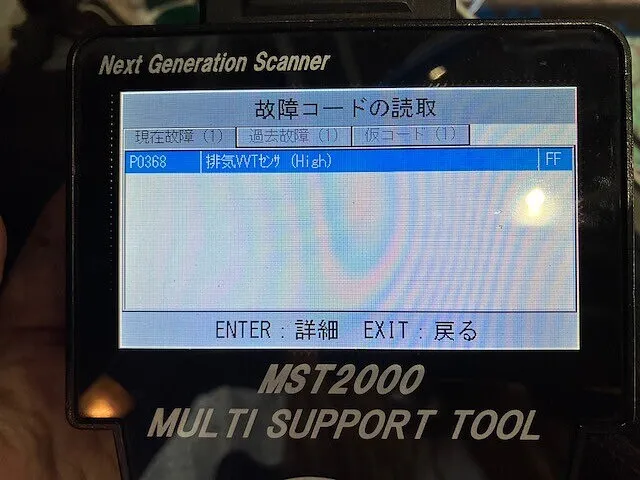 Next Generation Scanner
故障コードの読取
現在故障 (1) 過去故障 (1) 仮コード (1)
P0368 排気VVTｾﾝｻ (High) FF
ENTER : 詳細 EXIT : 戻る
MST2000
MULTI SUPPORT TOOL